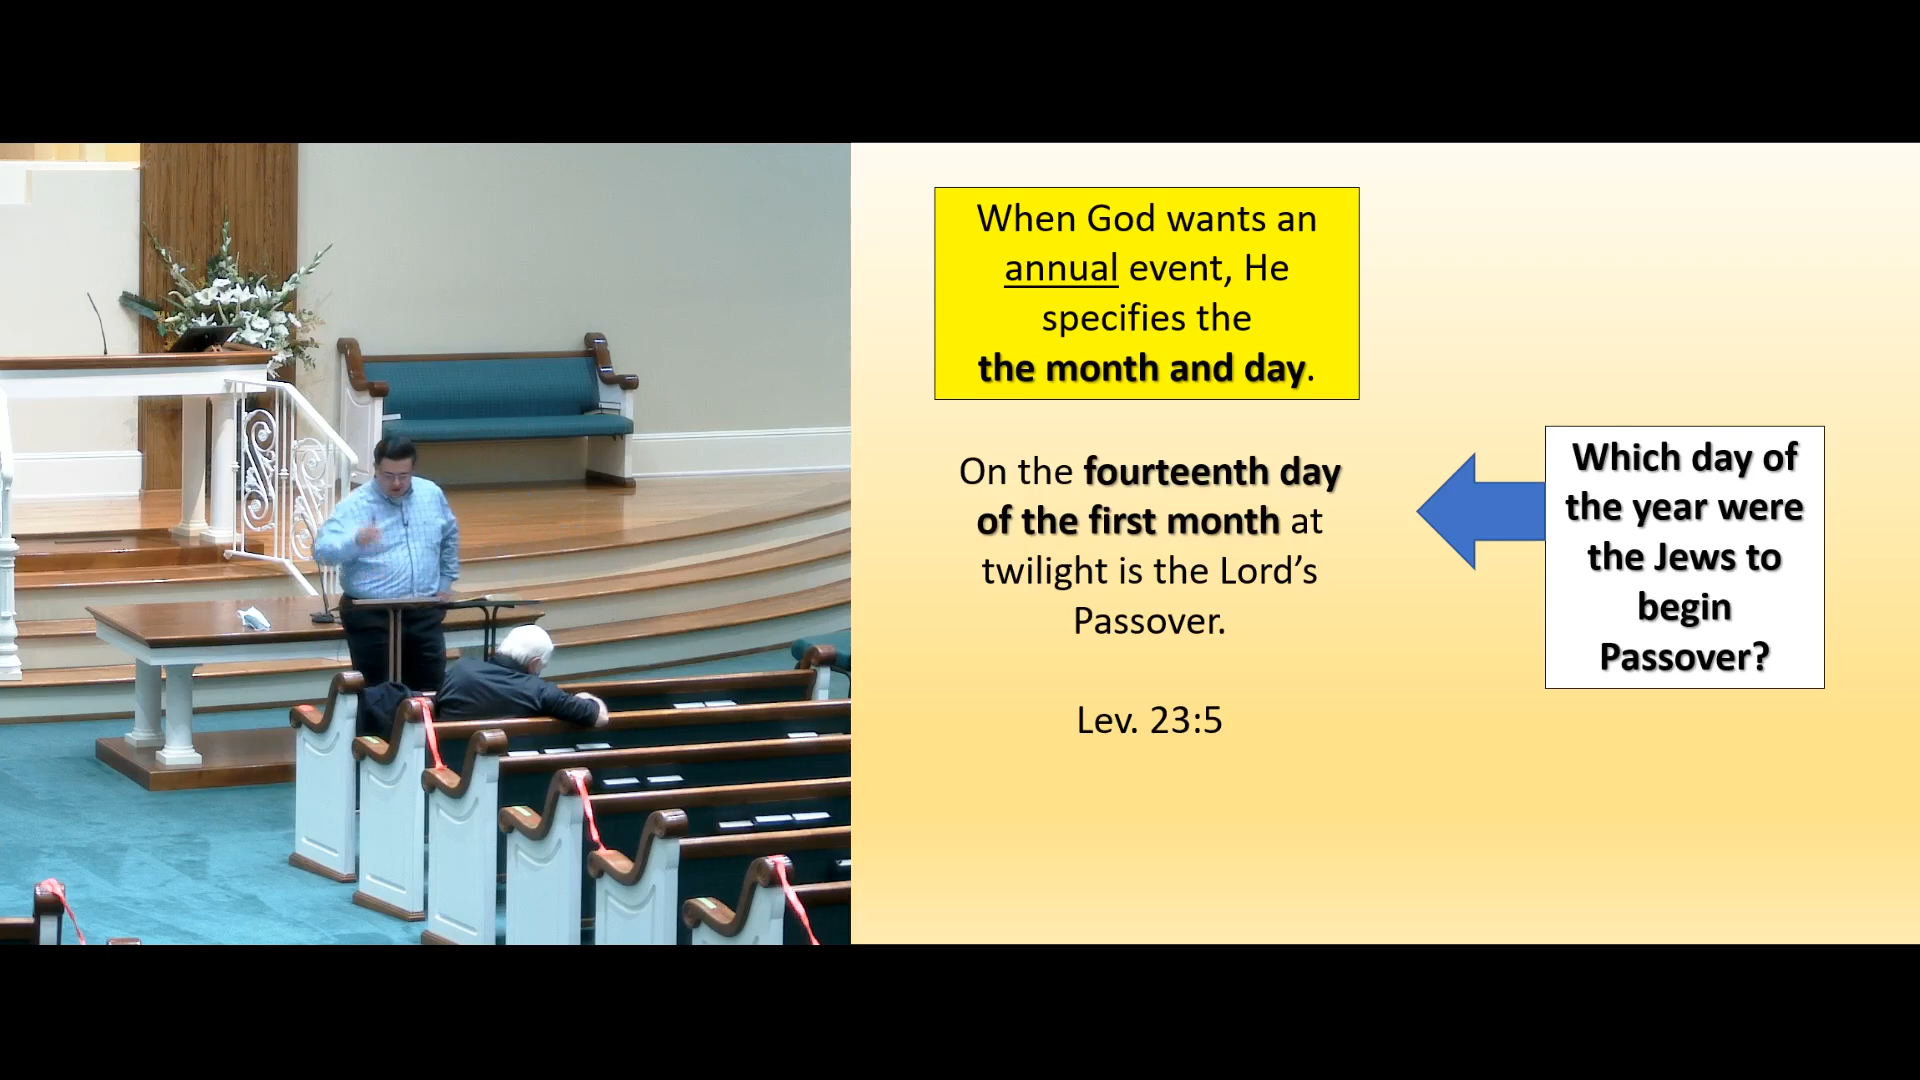 When God wants an
annual event, He
specifies the
the month and day.
On the fourteenth day
of the first month at
twilight is the Lord's
Passover.
Lev. 23:5
Which day of
the year were
the Jews to
begin
Passover?